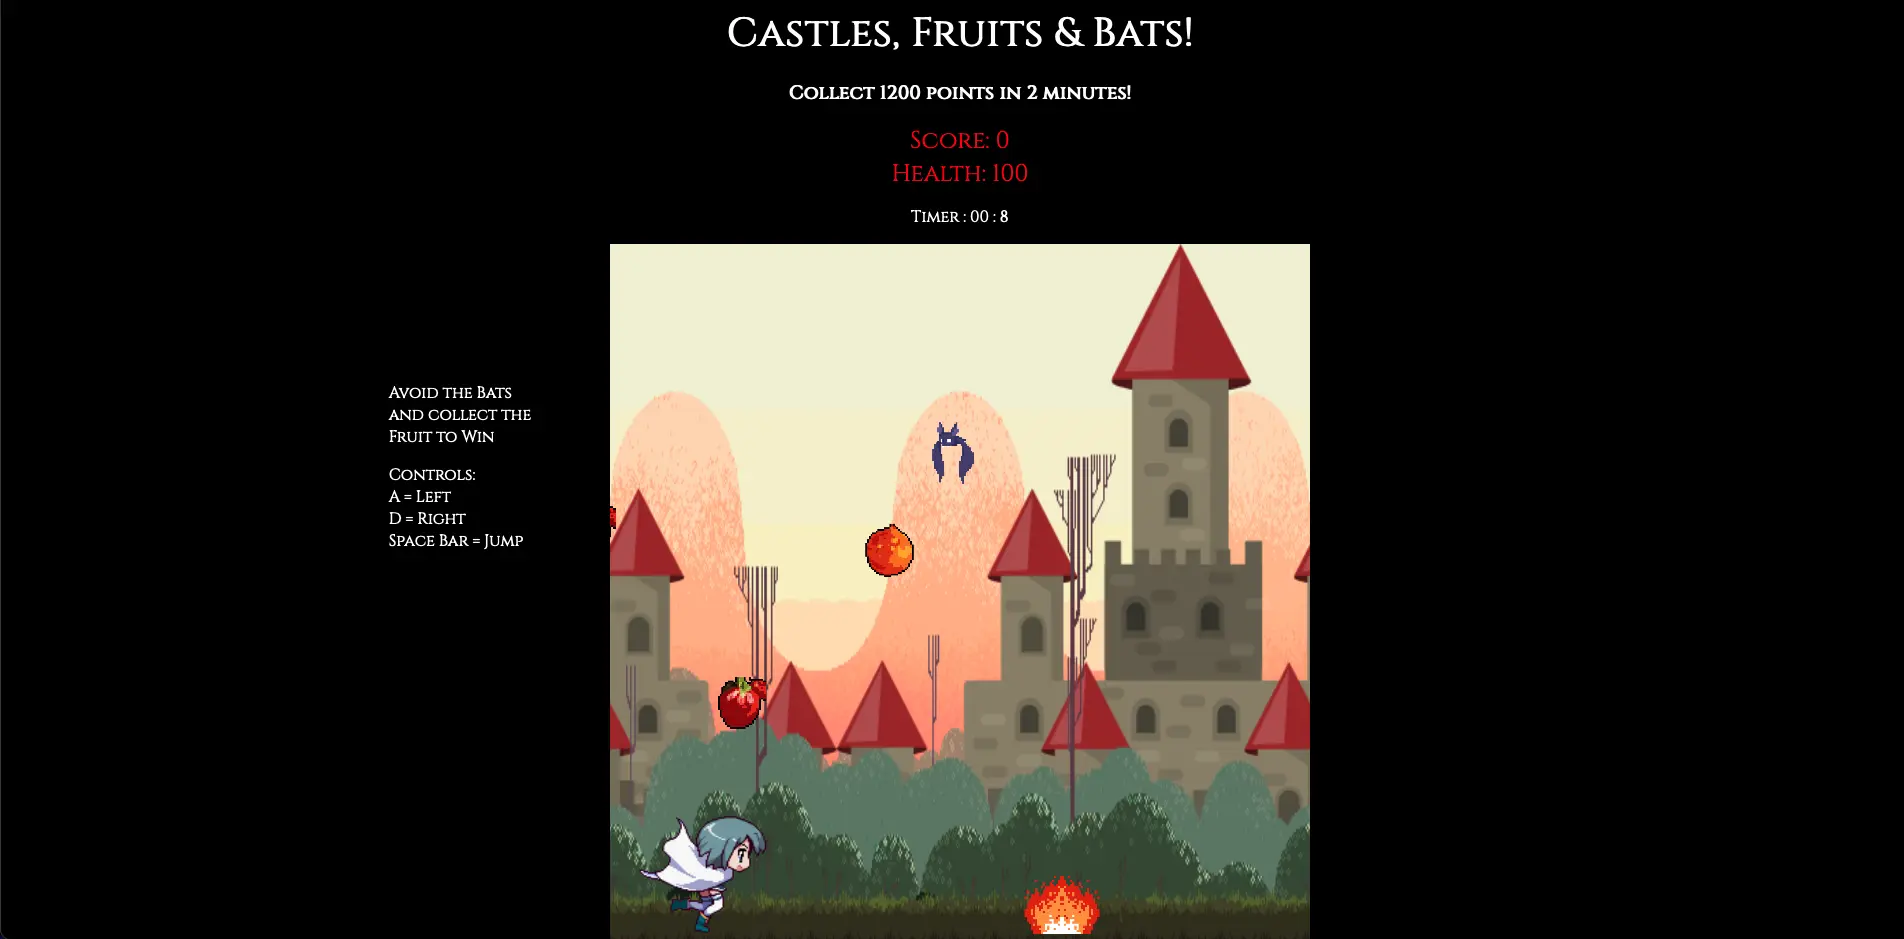 Castles, Fruits & Bats!
Collect 1200 points in 2 minutes!
Score: 0
Health: 100
Timer : 00 : 8
Avoid the Bats
and collect the
Fruit to Win
Controls:
A = Left
D = Right
Space Bar = Jump